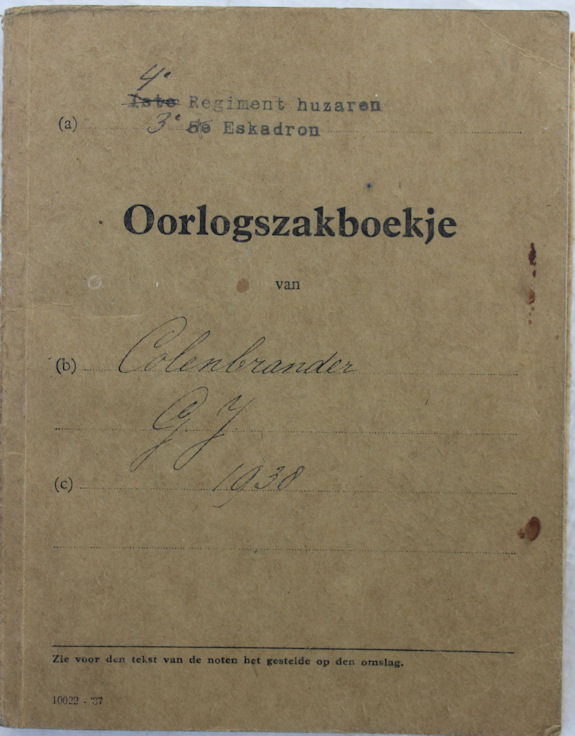 4e
1ste Regiment huzaren
(a) 3e 5e Eskadron
Oorlogszakboekje
van
(b) Colenbrander
G J
(c) 1938
Zie voor den tekst van de noten het gestelde op den omslag.
10022 - '37